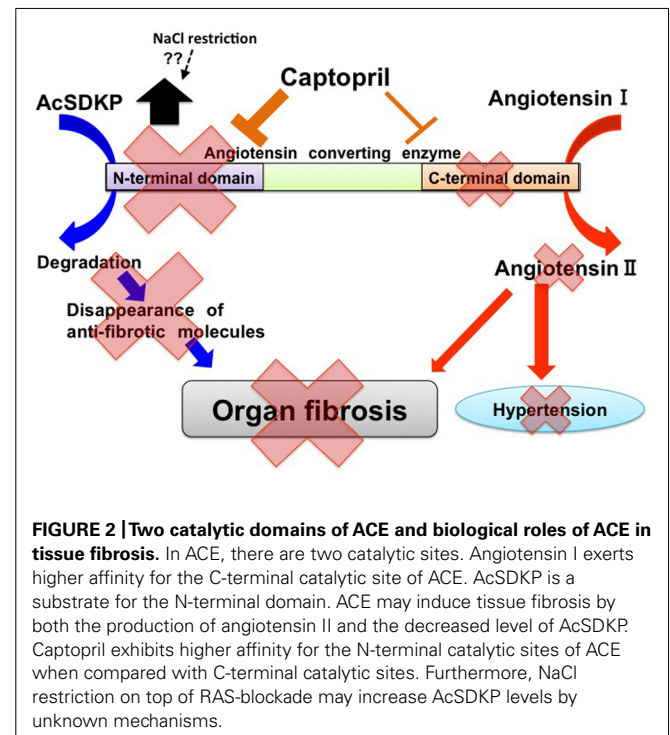 NaCl restriction
??
Captopril
AcSDKP
Angiotensin I
Angiotensin converting enzyme
N-terminal domain
C-terminal domain
Degradation
Angiotensin II
Disappearance of
anti-fibrotic molecules
Organ fibrosis
Hypertension
FIGURE 2 | Two catalytic domains of ACE and biological roles of ACE in
tissue fibrosis. In ACE, there are two catalytic sites. Angiotensin I exerts
higher affinity for the C-terminal catalytic site of ACE. AcSDKP is a
substrate for the N-terminal domain. ACE may induce tissue fibrosis by
both the production of angiotensin II and the decreased level of AcSDKP.
Captopril exhibits higher affinity for the N-terminal catalytic sites of ACE
when compared with C-terminal catalytic sites. Furthermore, NaCl
restriction on top of RAS-blockade may increase AcSDKP levels by
unknown mechanisms.